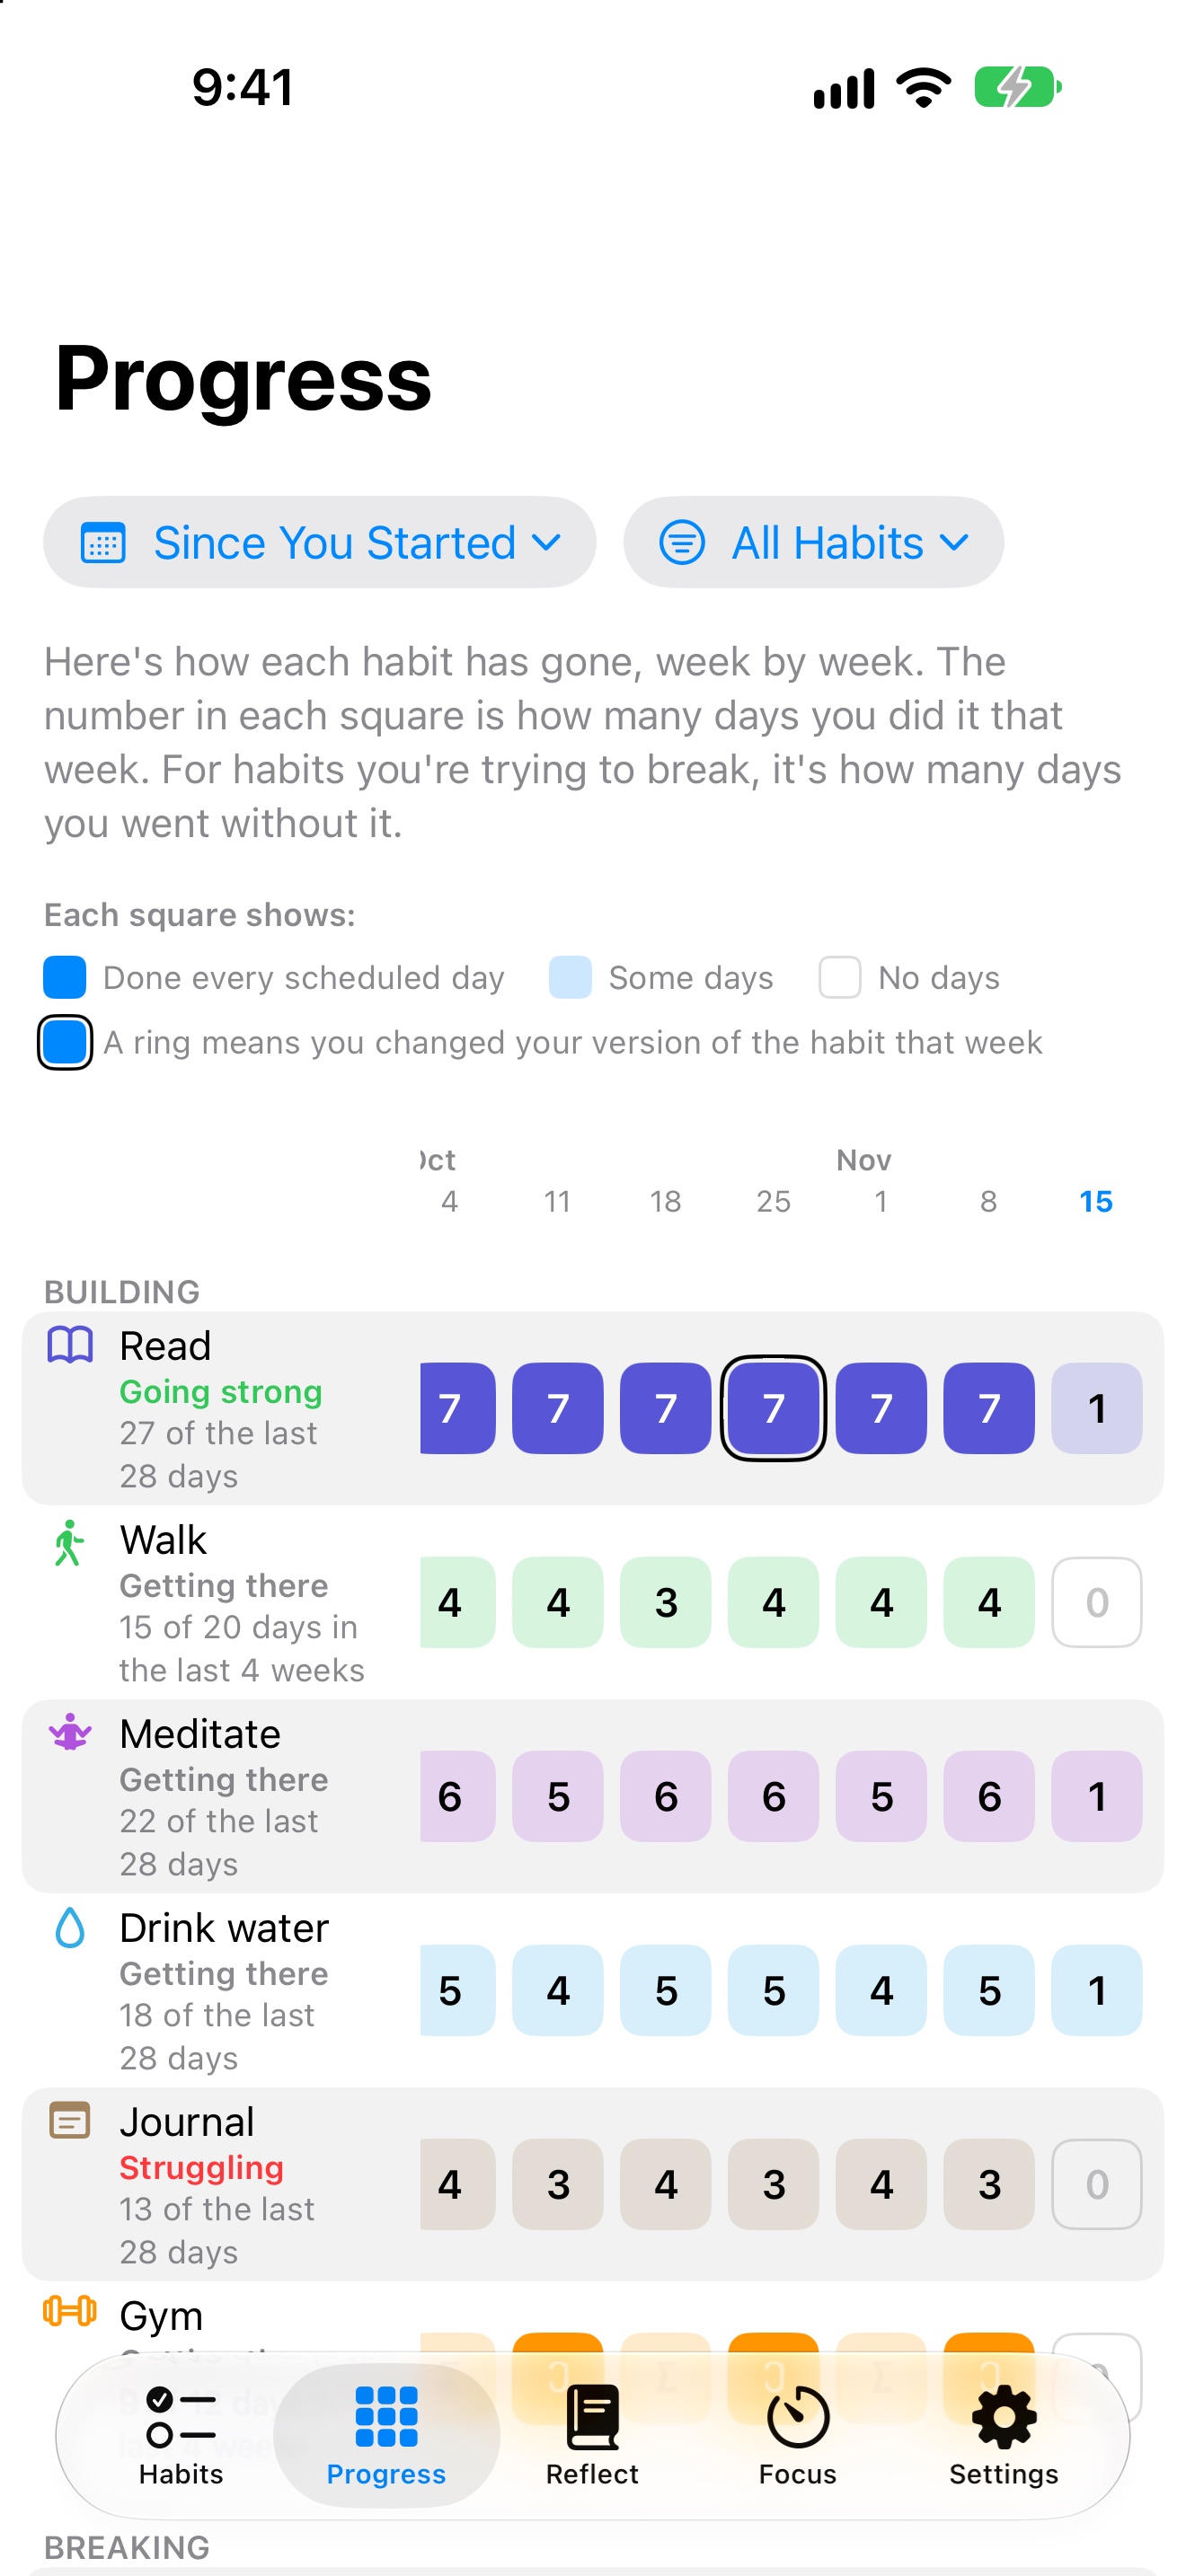 9:41
Progress
Since You Started
All Habits
Here's how each habit has gone, week by week. The
number in each square is how many days you did it that
week. For habits you're trying to break, it's how many days
you went without it.
Each square shows:
Done every scheduled day
Some days
No days
A ring means you changed your version of the habit that week
Nov
4 11 18 25 1 8 15
BUILDING
Read
Going strong
27 of the last
28 days
7 7 7 7 7 7 1
Walk
Getting there
15 of 20 days in
the last 4 weeks
4 4 3 4 4 4 0
Meditate
Getting there
22 of the last
28 days
6 5 6 6 5 6 1
Drink water
Getting there
18 of the last
28 days
5 4 5 5 4 5 1
Journal
Struggling
13 of the last
28 days
4 3 4 3 4 3 0
Gym
Habits
Progress
Reflect
Focus
Settings
BREAKING